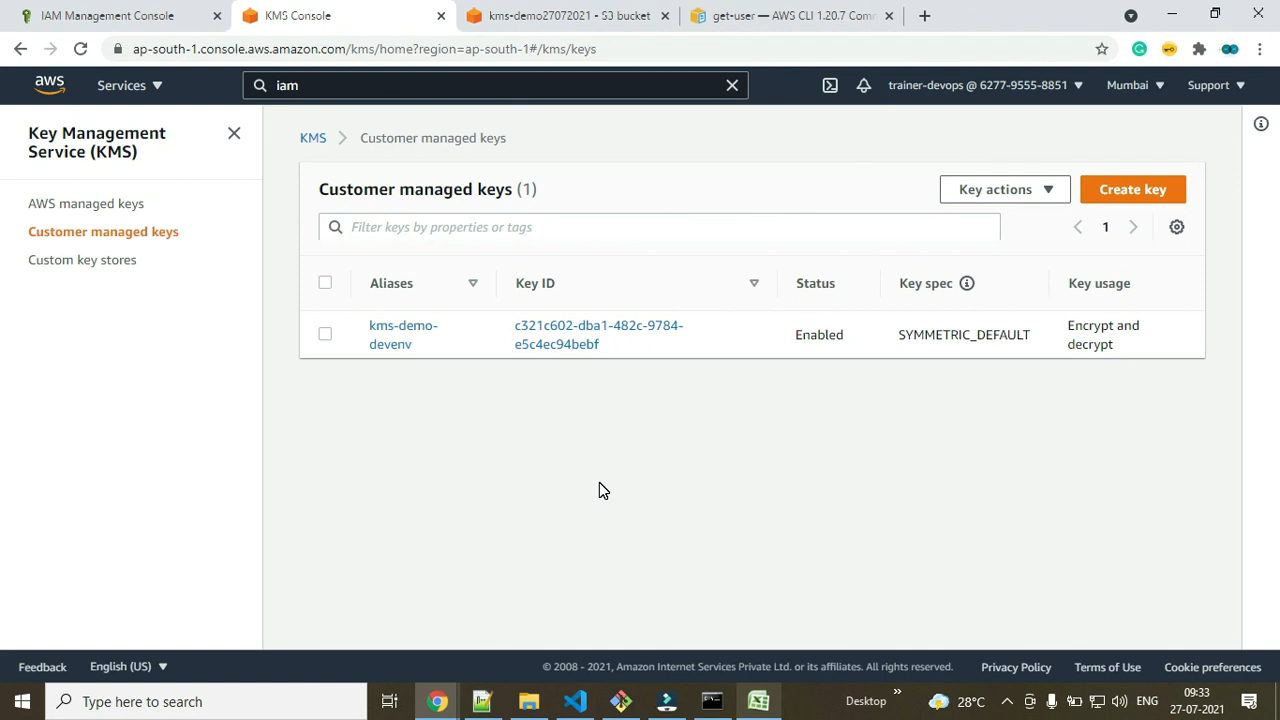 IAM Management Console
KMS Console
kms-demo27072021 - S3 bucket
get-user — AWS CLI 1.20.7 Comm
ap-south-1.console.aws.amazon.com/kms/home?region=ap-south-1#/kms/keys
aws
Services
iam
trainer-devops @ 6277-9555-8851
Mumbai
Support
Key Management
Service (KMS)
AWS managed keys
Customer managed keys
Custom key stores
KMS
Customer managed keys
Customer managed keys (1)
Key actions
Create key
Filter keys by properties or tags
1
Aliases
Key ID
Status
Key spec
Key usage
kms-demo-
devenv
c321c602-dba1-482c-9784-
e5c4ec94bebf
Enabled
SYMMETRIC_DEFAULT
Encrypt and
decrypt
Feedback
English (US)
© 2008 - 2021, Amazon Internet Services Private Ltd. or its affiliates. All rights reserved.
Privacy Policy
Terms of Use
Cookie preferences
Type here to search
Desktop
28°C
ENG
09:33
27-07-2021